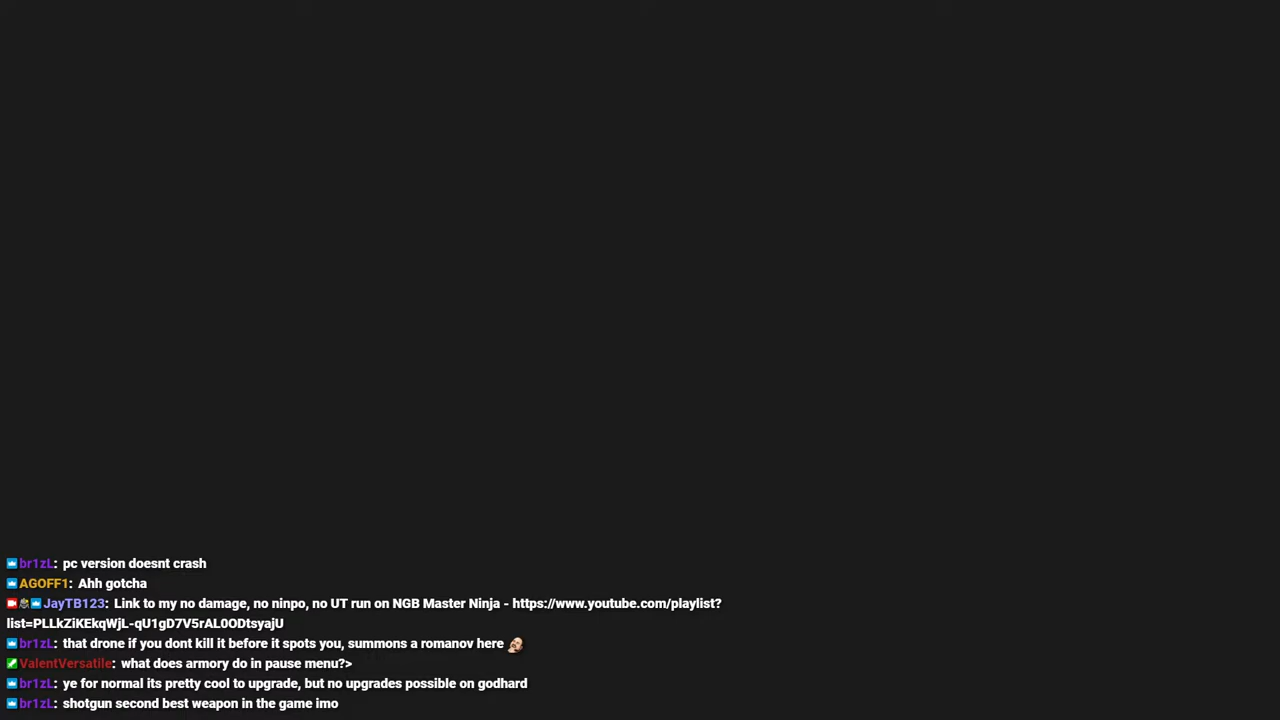 br1zL: pc version doesnt crash
AGOFF1: Ahh gotcha
JayTB123: Link to my no damage, no ninpo, no UT run on NGB Master Ninja - https://www.youtube.com/playlist?
list=PLLkZiKEkqWjL-qU1gD7V5rAL0ODtsyajU
br1zL: that drone if you dont kill it before it spots you, summons a romanov here
ValentVersatile: what does armory do in pause menu?>
br1zL: ye for normal its pretty cool to upgrade, but no upgrades possible on godhard
br1zL: shotgun second best weapon in the game imo